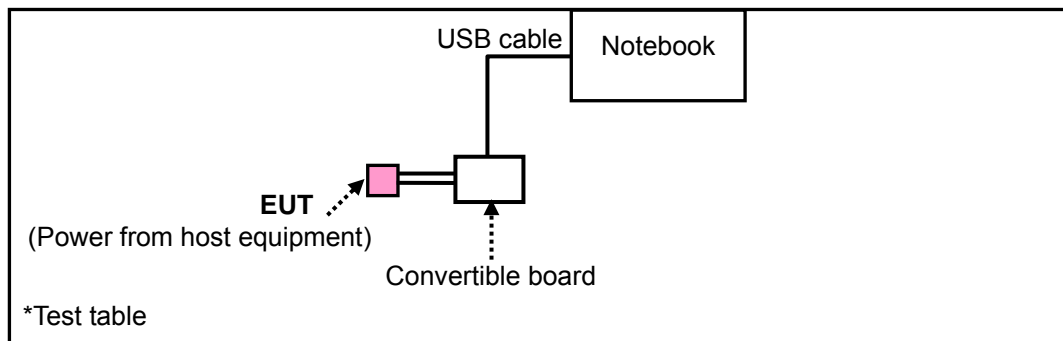 USB cable
Notebook
EUT
(Power from host equipment)
Convertible board
*Test table